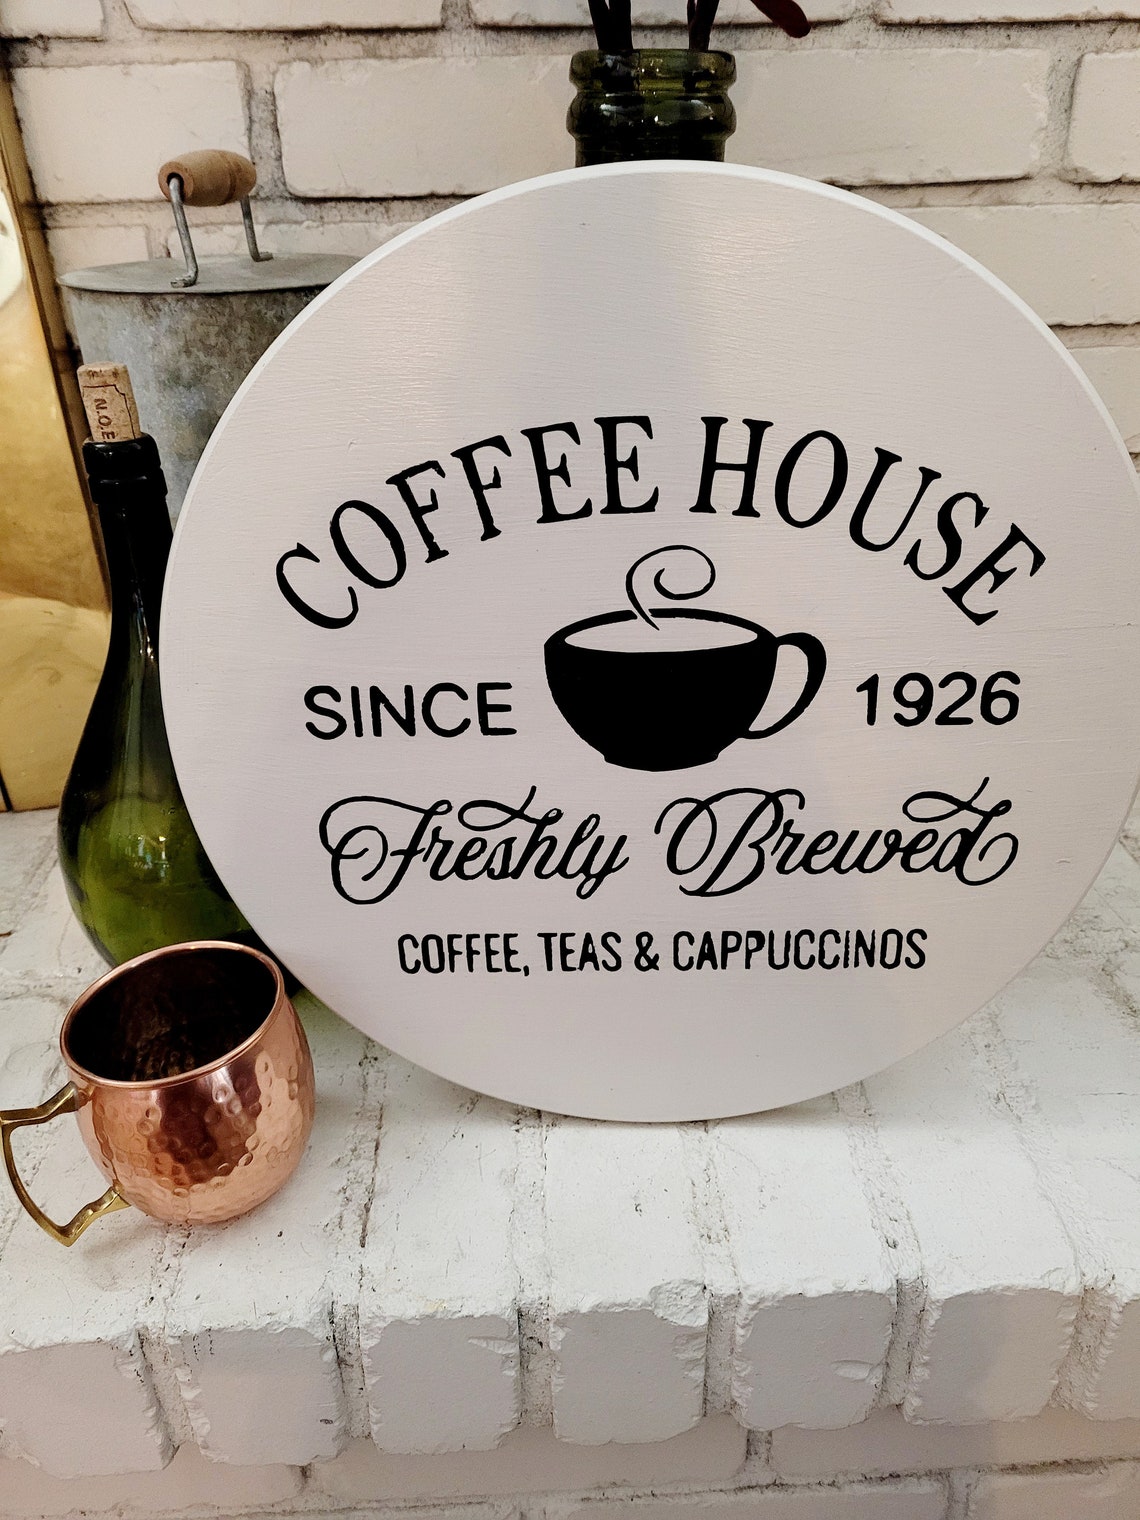 N.O.E
COFFEE HOUSE
SINCE 1926
Freshly Brewed
COFFEE, TEAS & CAPPUCCINOS